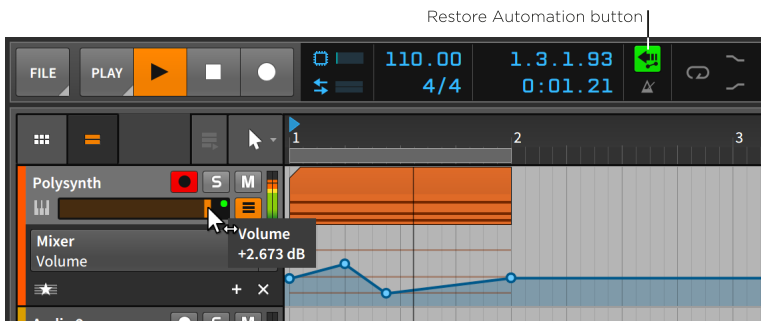 Restore Automation button
FILE PLAY 110.00 1.3.1.93
4/4 0:01.21
1 2 3
Polysynth S M
Volume
+2.673 dB
Mixer
Volume